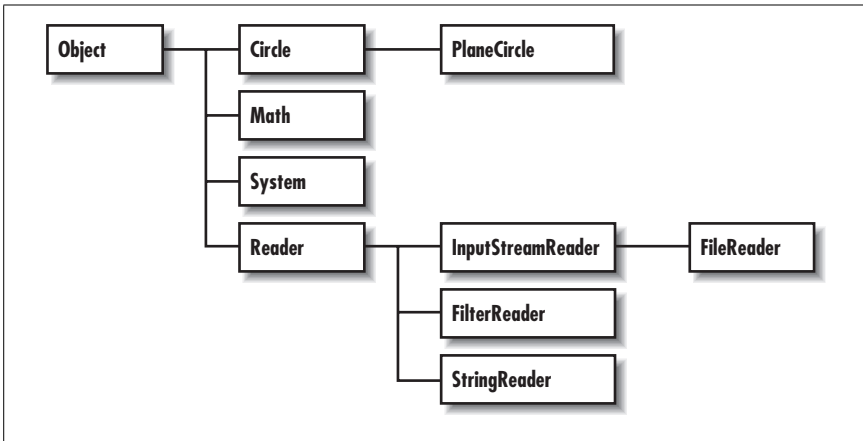 Object
Circle
PlaneCircle
Math
System
Reader
InputStreamReader
FileReader
FilterReader
StringReader